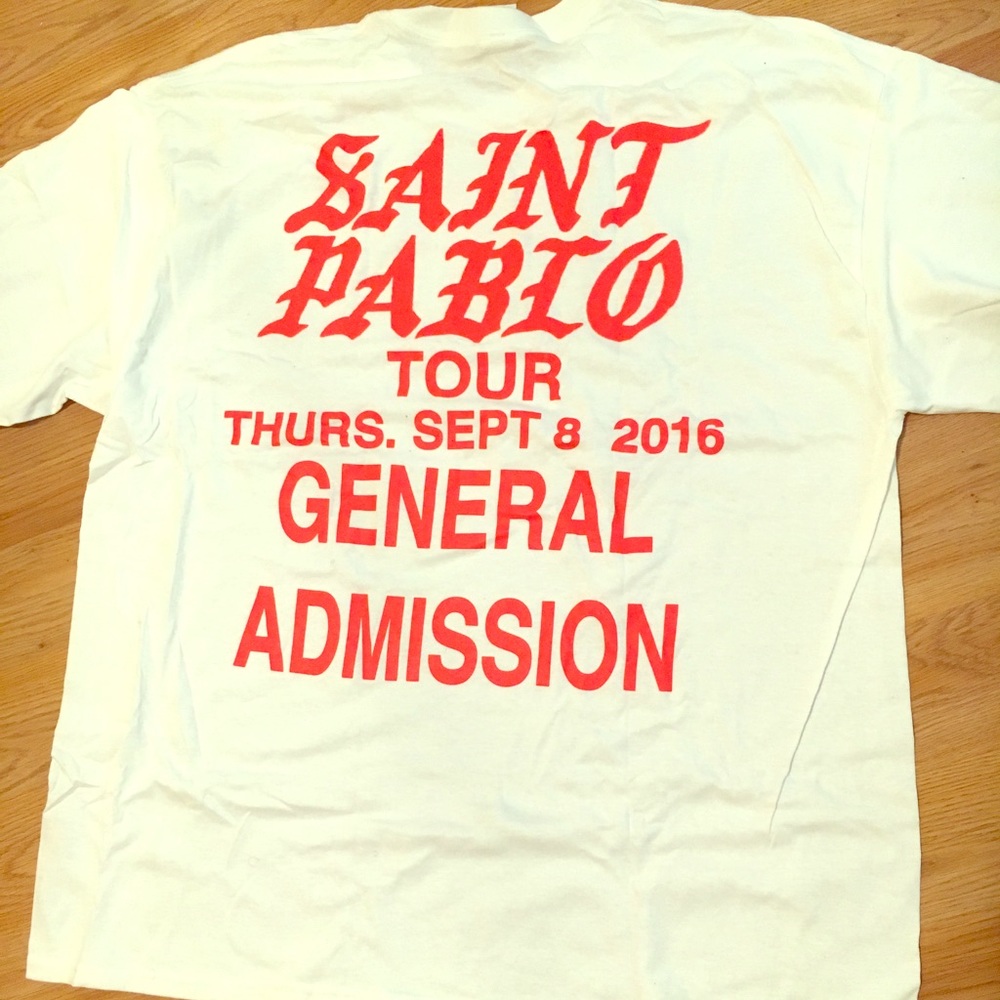 SAINT
PABLO
TOUR
THURS. SEPT 8 2016
GENERAL
ADMISSION